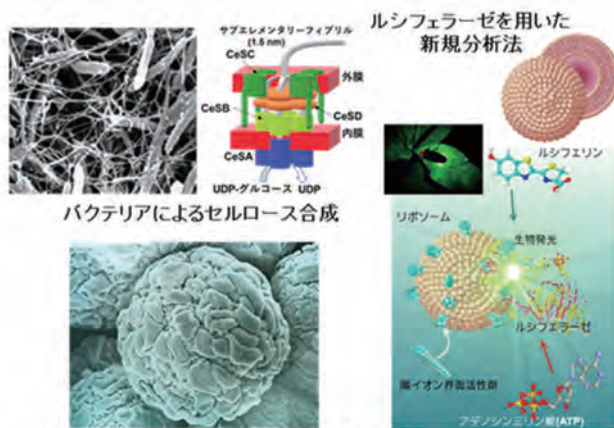 サブエレメンタリーフィブリル
(1.5 nm)
CeSC
外膜
CeSB
CeSD
内膜
CeSA
UDP-グルコース
UDP
バクテリアによるセルロース合成
ルシフェラーゼを用いた
新規分析法
ルシフェリン
リポソーム
生物発光
ルシフェラーゼ
陽イオン界面活性剤
アデノシン三リン酸(ATP)